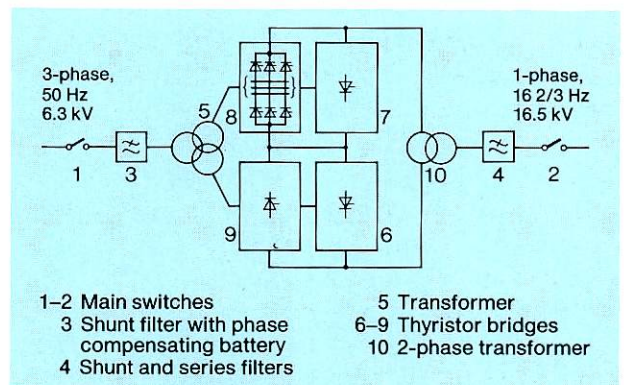 3-phase,
50 Hz
6.3 kV
1-phase,
16 2/3 Hz
16.5 kV
5
8
7
1
3
10
4
2
9
6
1–2 Main switches
3 Shunt filter with phase
compensating battery
4 Shunt and series filters
5 Transformer
6–9 Thyristor bridges
10 2-phase transformer